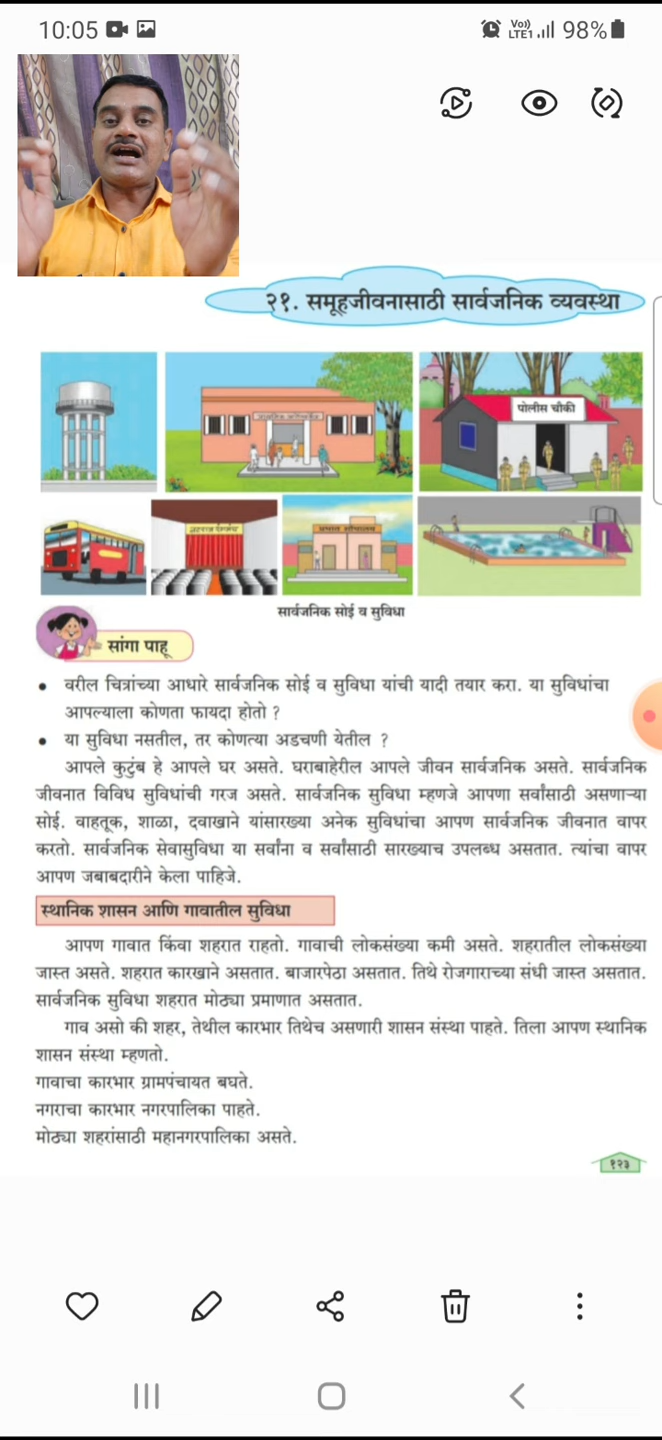 10:05
Vo))
LTE1
98%
२१. समूहजीवनासाठी सार्वजनिक व्यवस्था
पोलीस चौकी
सार्वजनिक सोई व सुविधा
सांगा पाहू
• वरील चित्रांच्या आधारे सार्वजनिक सोई व सुविधा यांची यादी तयार करा. या सुविधांचा
आपल्याला कोणता फायदा होतो ?
• या सुविधा नसतील, तर कोणत्या अडचणी येतील ?
आपले कुटुंब हे आपले घर असते. घराबाहेरील आपले जीवन सार्वजनिक असते. सार्वजनिक
जीवनात विविध सुविधांची गरज असते. सार्वजनिक सुविधा म्हणजे आपणा सर्वांसाठी असणाऱ्या
सोई. वाहतूक, शाळा, दवाखाने यांसारख्या अनेक सुविधांचा आपण सार्वजनिक जीवनात वापर
करतो. सार्वजनिक सेवासुविधा या सर्वांना व सर्वांसाठी सारख्याच उपलब्ध असतात. त्यांचा वापर
आपण जबाबदारीने केला पाहिजे.
स्थानिक शासन आणि गावातील सुविधा
आपण गावात किंवा शहरात राहतो. गावाची लोकसंख्या कमी असते. शहरातील लोकसंख्या
जास्त असते. शहरात कारखाने असतात. बाजारपेठा असतात. तिथे रोजगाराच्या संधी जास्त असतात.
सार्वजनिक सुविधा शहरात मोठ्या प्रमाणात असतात.
गाव असो की शहर, तेथील कारभार तिथेच असणारी शासन संस्था पाहते. तिला आपण स्थानिक
शासन संस्था म्हणतो.
गावाचा कारभार ग्रामपंचायत बघते.
नगराचा कारभार नगरपालिका पाहते.
मोठ्या शहरांसाठी महानगरपालिका असते.
१२३